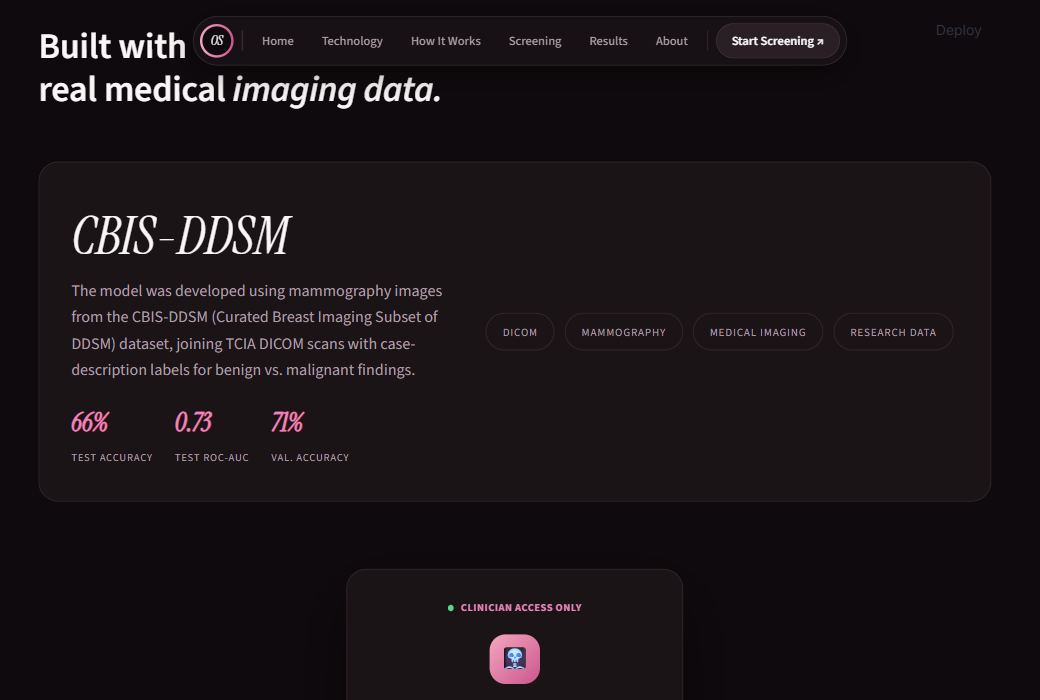 OS
Home
Technology
How It Works
Screening
Results
About
Start Screening ↗
Deploy
Built with
real medical imaging data.
CBIS-DDSM
The model was developed using mammography images
from the CBIS-DDSM (Curated Breast Imaging Subset of
DDSM) dataset, joining TCIA DICOM scans with case-
description labels for benign vs. malignant findings.
66%
TEST ACCURACY
0.73
TEST ROC-AUC
71%
VAL. ACCURACY
DICOM
MAMMOGRAPHY
MEDICAL IMAGING
RESEARCH DATA
CLINICIAN ACCESS ONLY